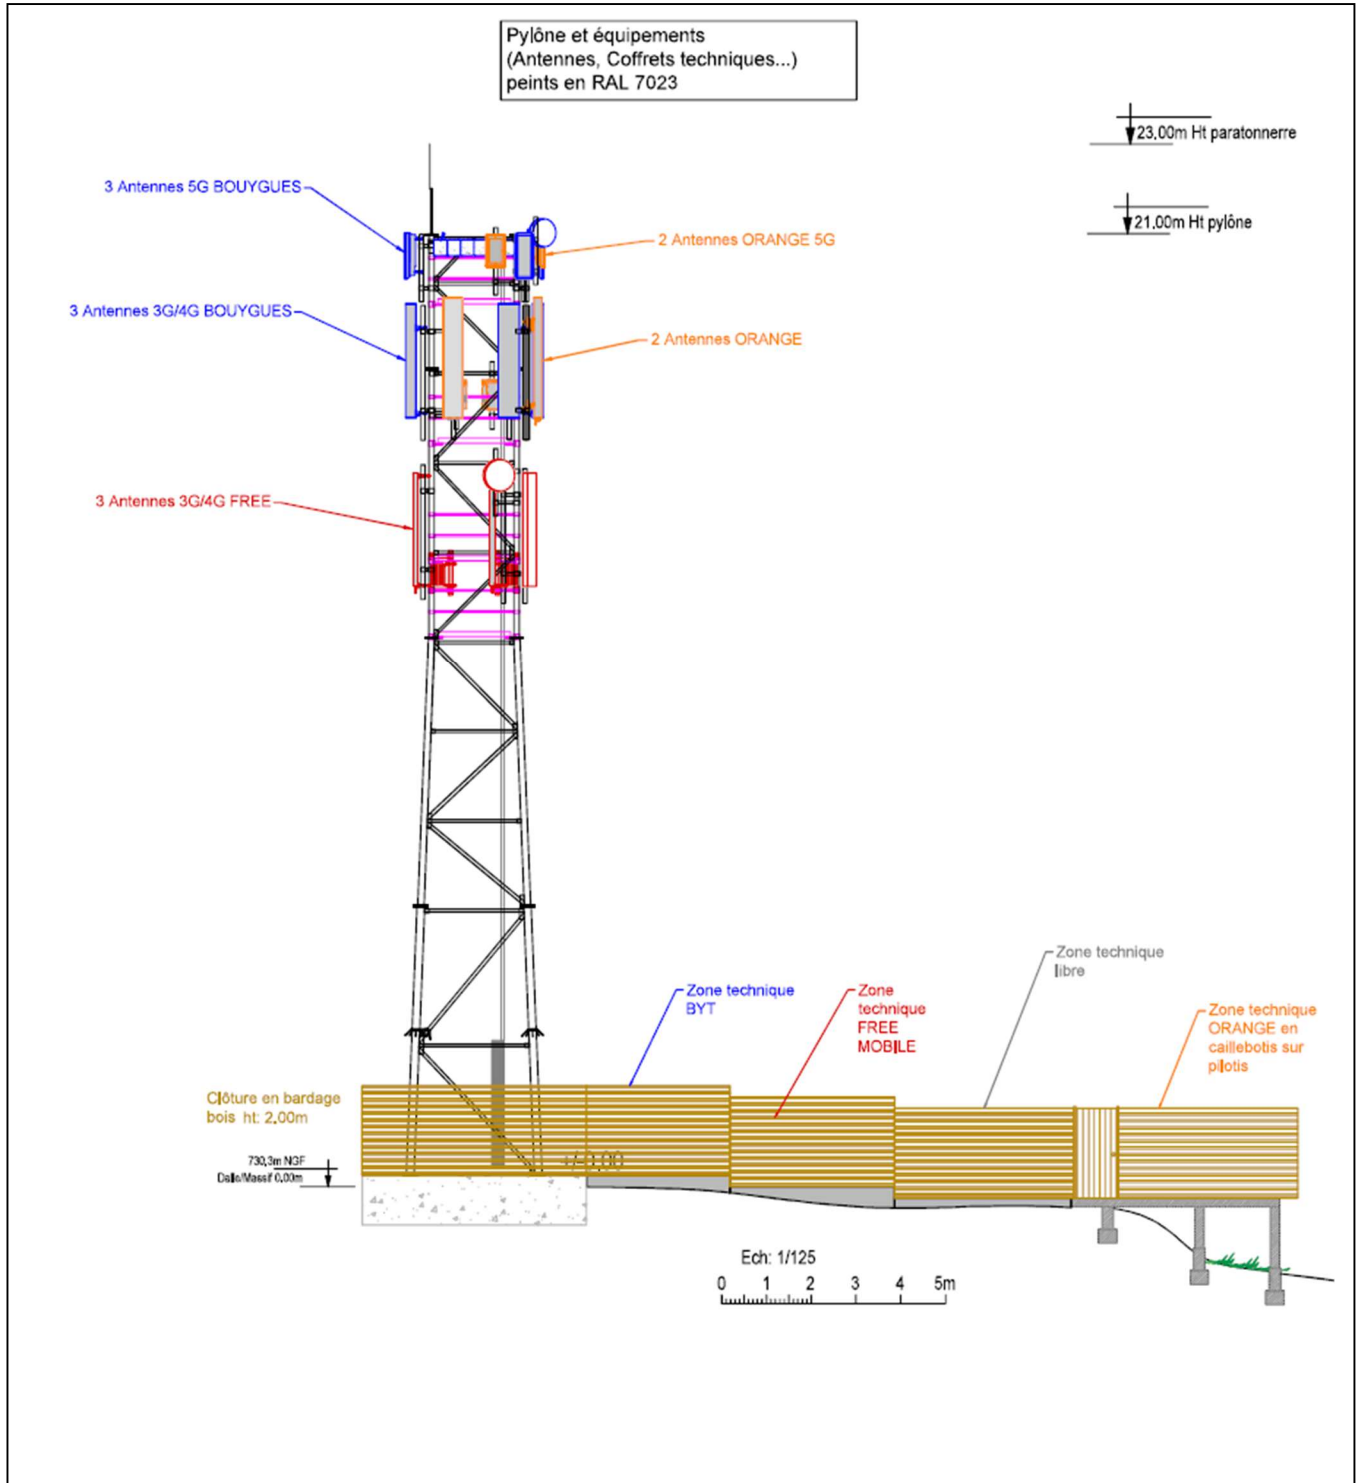 Pylône et équipements
(Antennes, Coffrets techniques...)
peints en RAL 7023
23,00m Ht paratonnerre
3 Antennes 5G BOUYGUES
21,00m Ht pylône
2 Antennes ORANGE 5G
3 Antennes 3G/4G BOUYGUES
2 Antennes ORANGE
3 Antennes 3G/4G FREE
Zone technique
libre
Zone technique
BYT
Zone
technique
FREE
MOBILE
Zone technique
ORANGE en
caillebotis sur
pilotis
Clôture en bardage
bois ht: 2,00m
730,3m NGF
Dalle/Massif 0,00m
+/-0.00
Ech: 1/125
0 1 2 3 4 5m